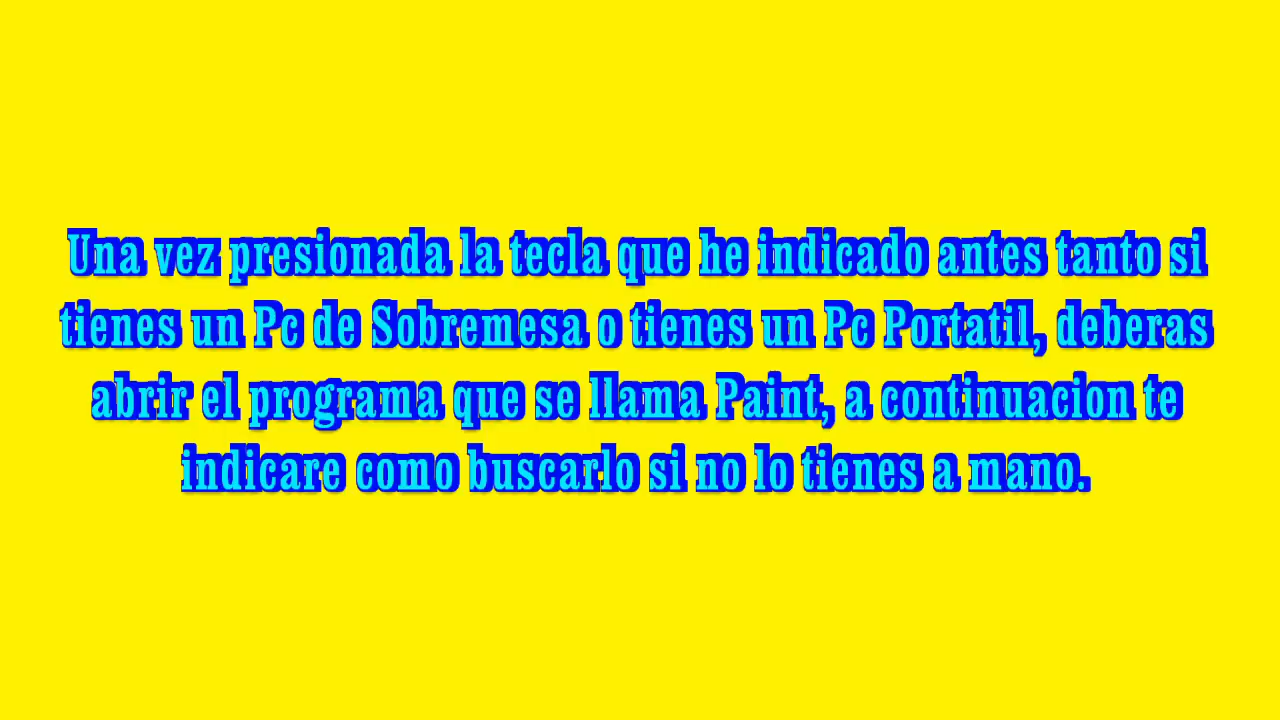 Una vez presionada la tecla que he indicado antes tanto si
tienes un Pc de Sobremesa o tienes un Pc Portatil, deberas
abrir el programa que se llama Paint, a continuacion te
indicare como buscarlo si no lo tienes a mano.